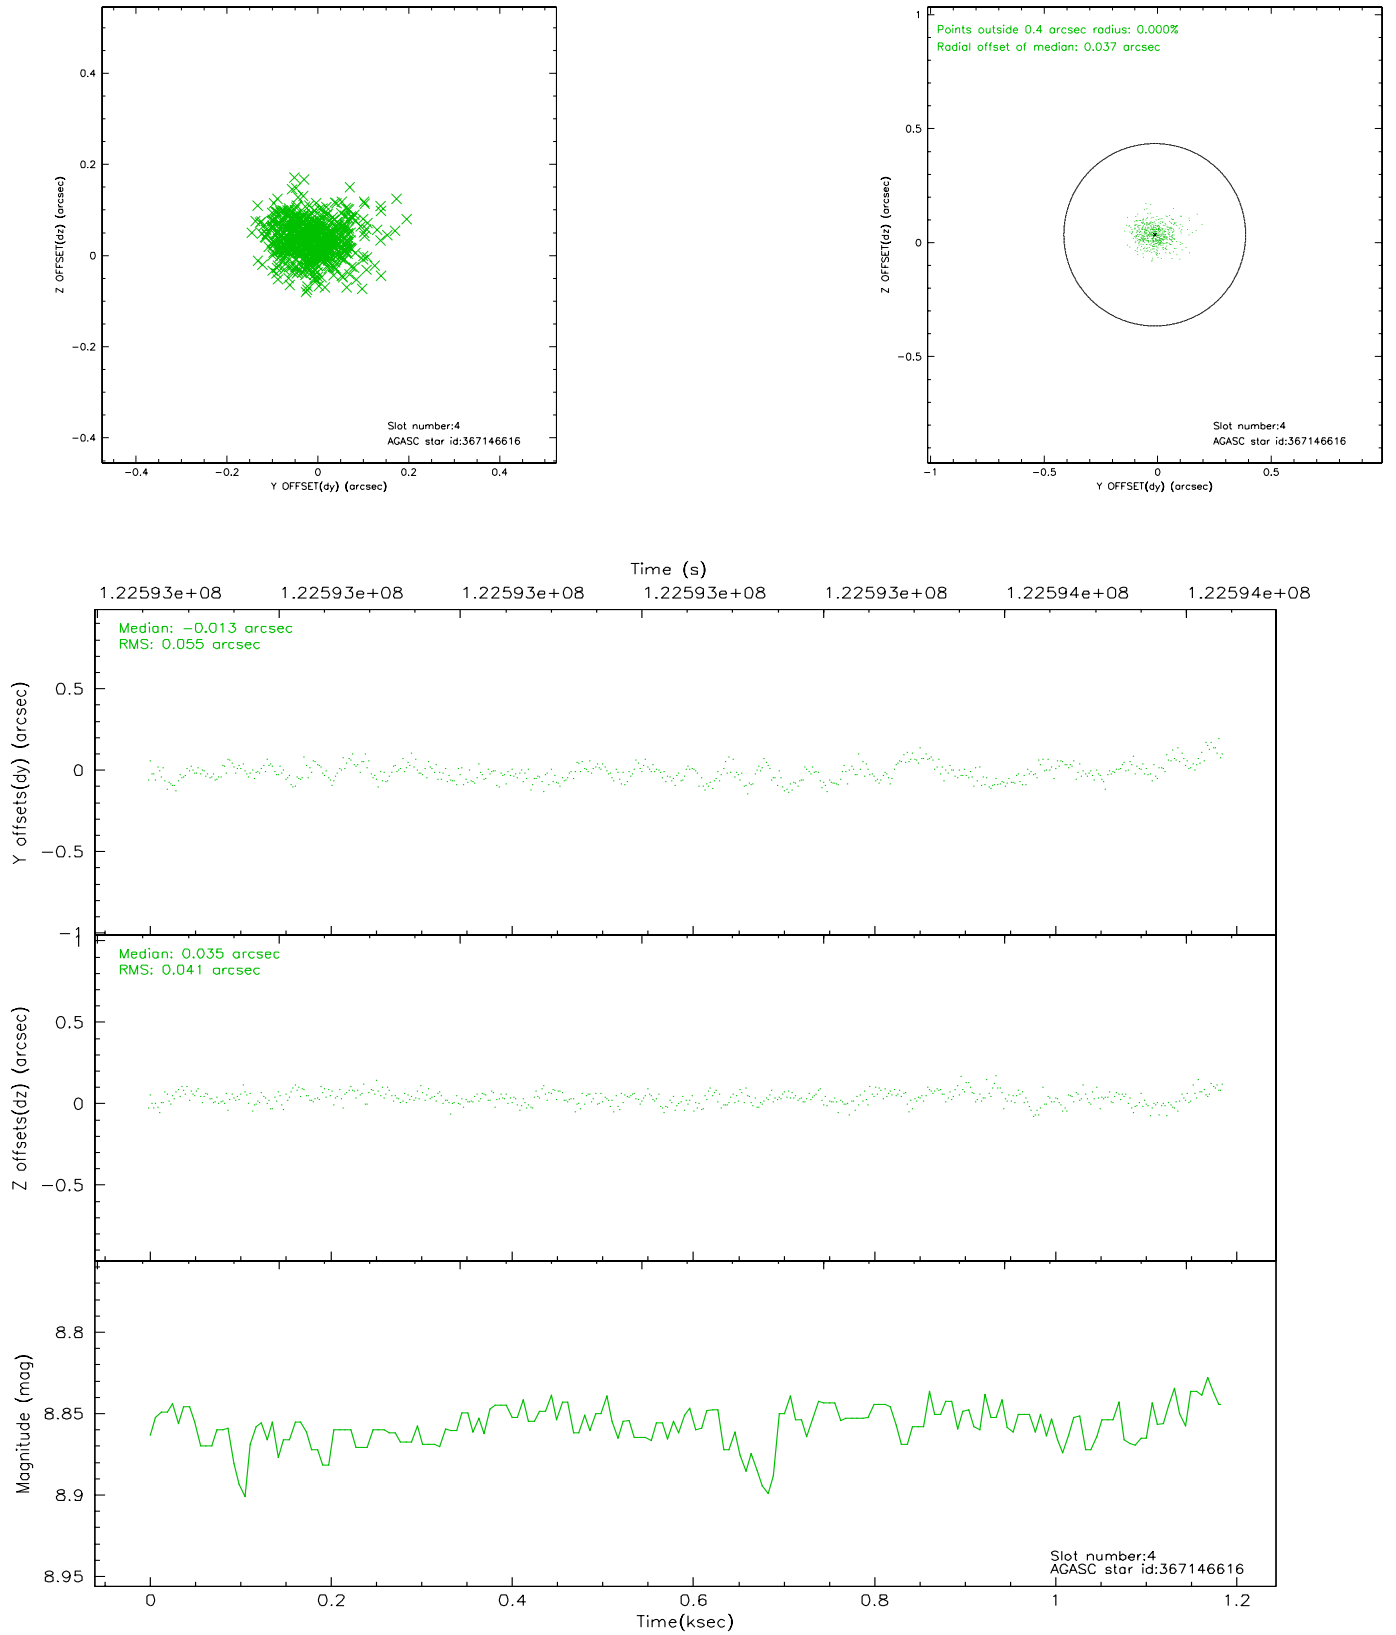 0.4
0.2
0
−0.2
−0.4
Z OFFSET(dz) (arcsec)
Slot number:4
AGASC star id:367146616
−0.4 −0.2 0 0.2 0.4
Y OFFSET(dy) (arcsec)
Points outside 0.4 arcsec radius: 0.000%
Radial offset of median: 0.037 arcsec
1
0.5
0
−0.5
Z OFFSET(dz) (arcsec)
Slot number:4
AGASC star id:367146616
−1 −0.5 0 0.5
Y OFFSET(dy) (arcsec)
Time (s)
1.22593e+08 1.22593e+08 1.22593e+08 1.22593e+08 1.22593e+08 1.22594e+08 1.22594e+08
Median: −0.013 arcsec
RMS: 0.055 arcsec
0.5
0
−0.5
−1
Y offsets(dy) (arcsec)
Median: 0.035 arcsec
RMS: 0.041 arcsec
1
0.5
0
−0.5
Z offsets(dz) (arcsec)
8.8
8.85
8.9
8.95
Magnitude (mag)
Slot number:4
AGASC star id:367146616
0 0.2 0.4 0.6 0.8 1 1.2
Time(ksec)